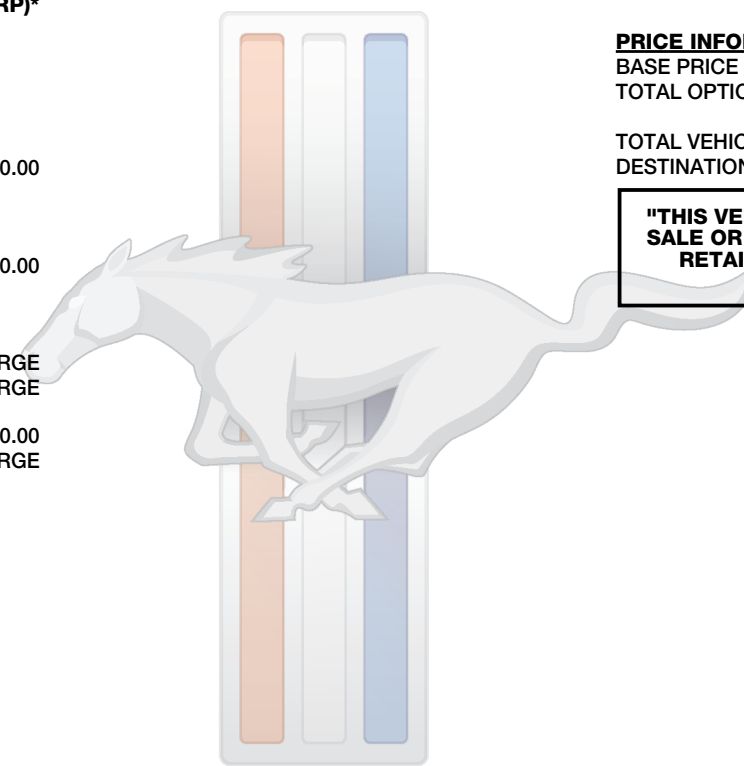 RP)*
0.00
0.00
RGE
RGE
0.00
RGE
PRICE INFO
BASE PRICE
TOTAL OPTIO
TOTAL VEHIC
DESTINATION
"THIS VE
SALE OR
RETAI